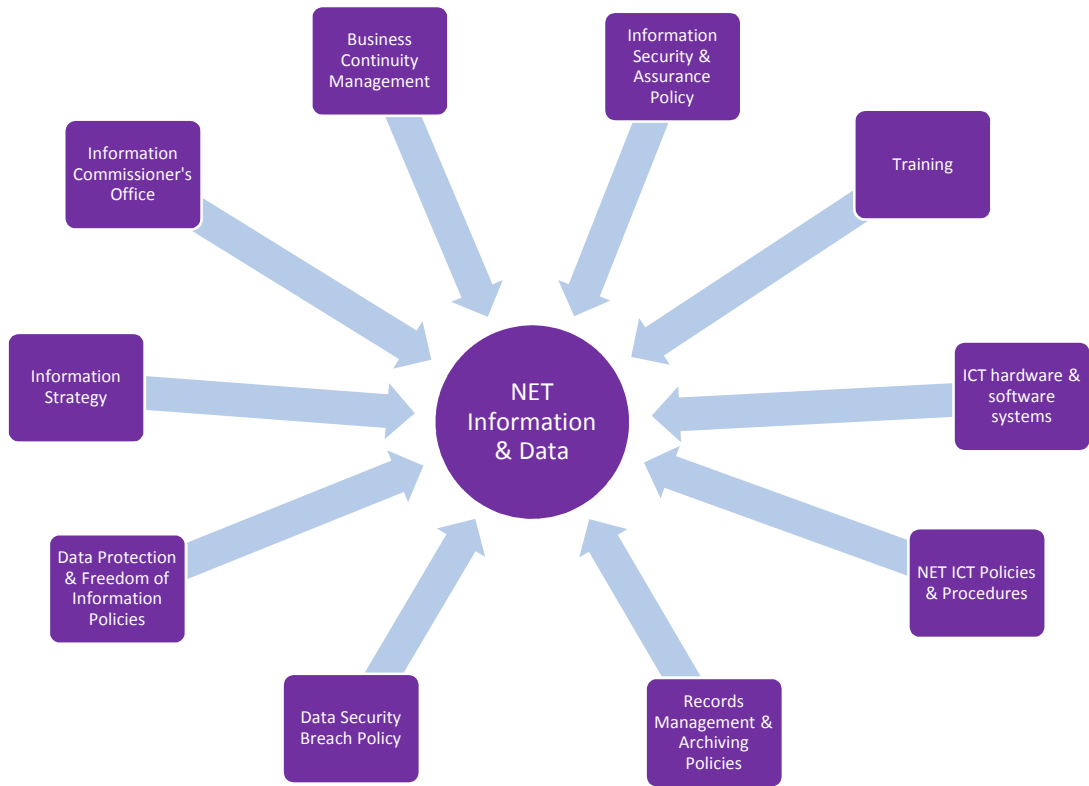 Business
Continuity
Management
Information
Security &
Assurance
Policy
Information
Commissioner's
Office
Training
Information
Strategy
NET
Information
& Data
ICT hardware &
software
systems
Data Protection
& Freedom of
Information
Policies
NET ICT Policies
& Procedures
Data Security
Breach Policy
Records
Management &
Archiving
Policies